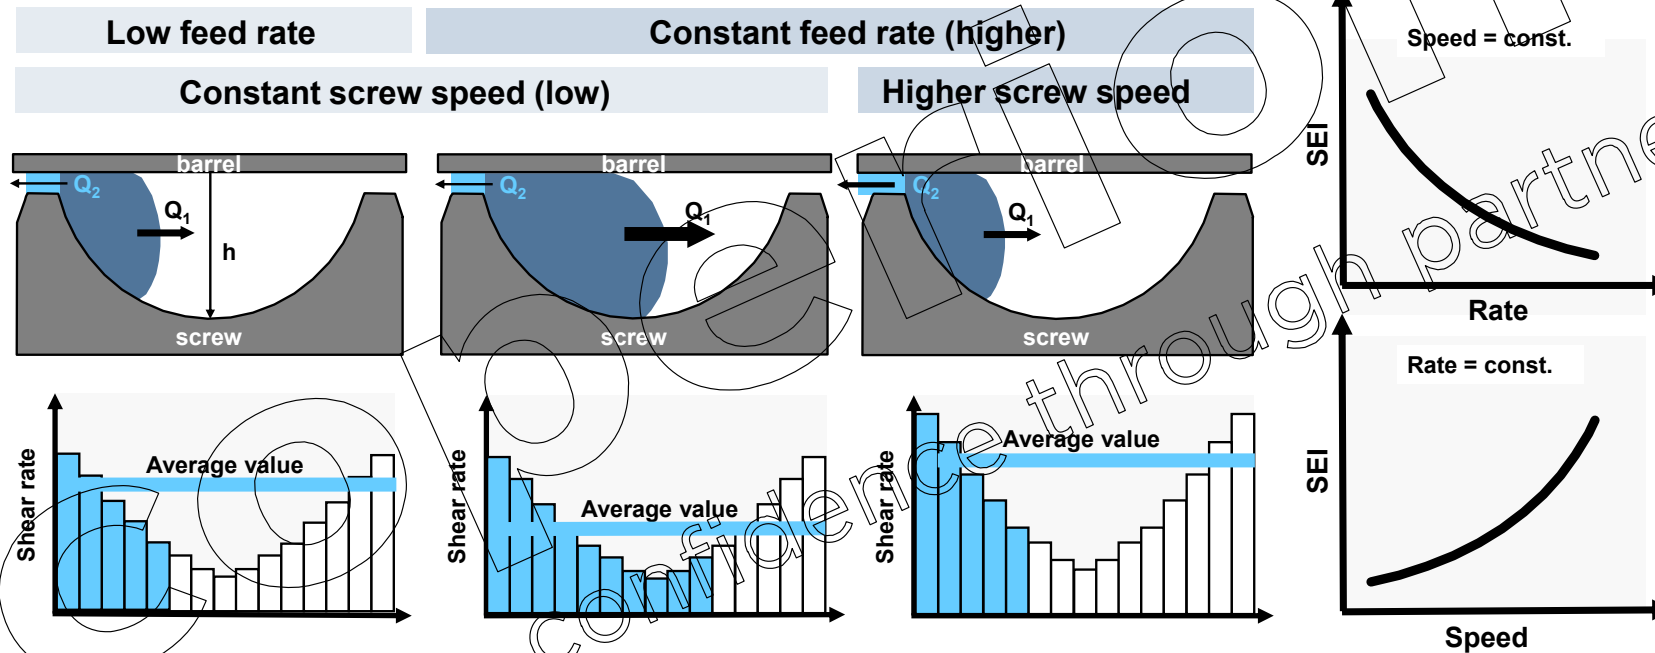 Low feed rate
Constant feed rate (higher)
Speed = const.
Constant screw speed (low)
Higher screw speed
SEI
barrel
barrel
barrel
Q2
Q1
h
Q2
Q1
Q2
Q1
screw
screw
screw
Rate
Rate = const.
Shear rate
Average value
Shear rate
Average value
Shear rate
Average value
SEI
Speed
coperion
confidence through partne